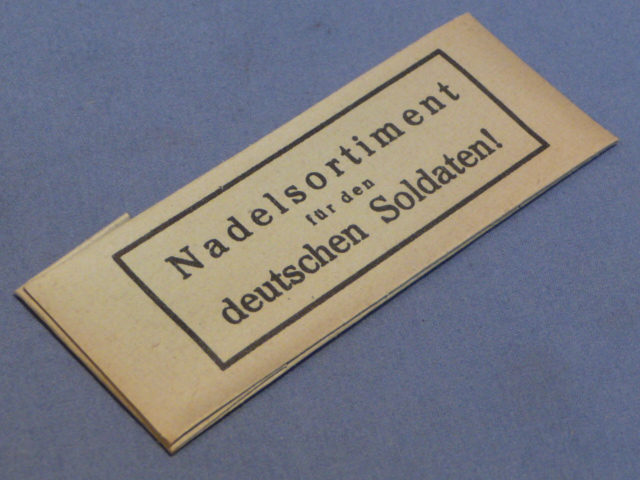 Nadelsortiment
für den
deutschen Soldaten!